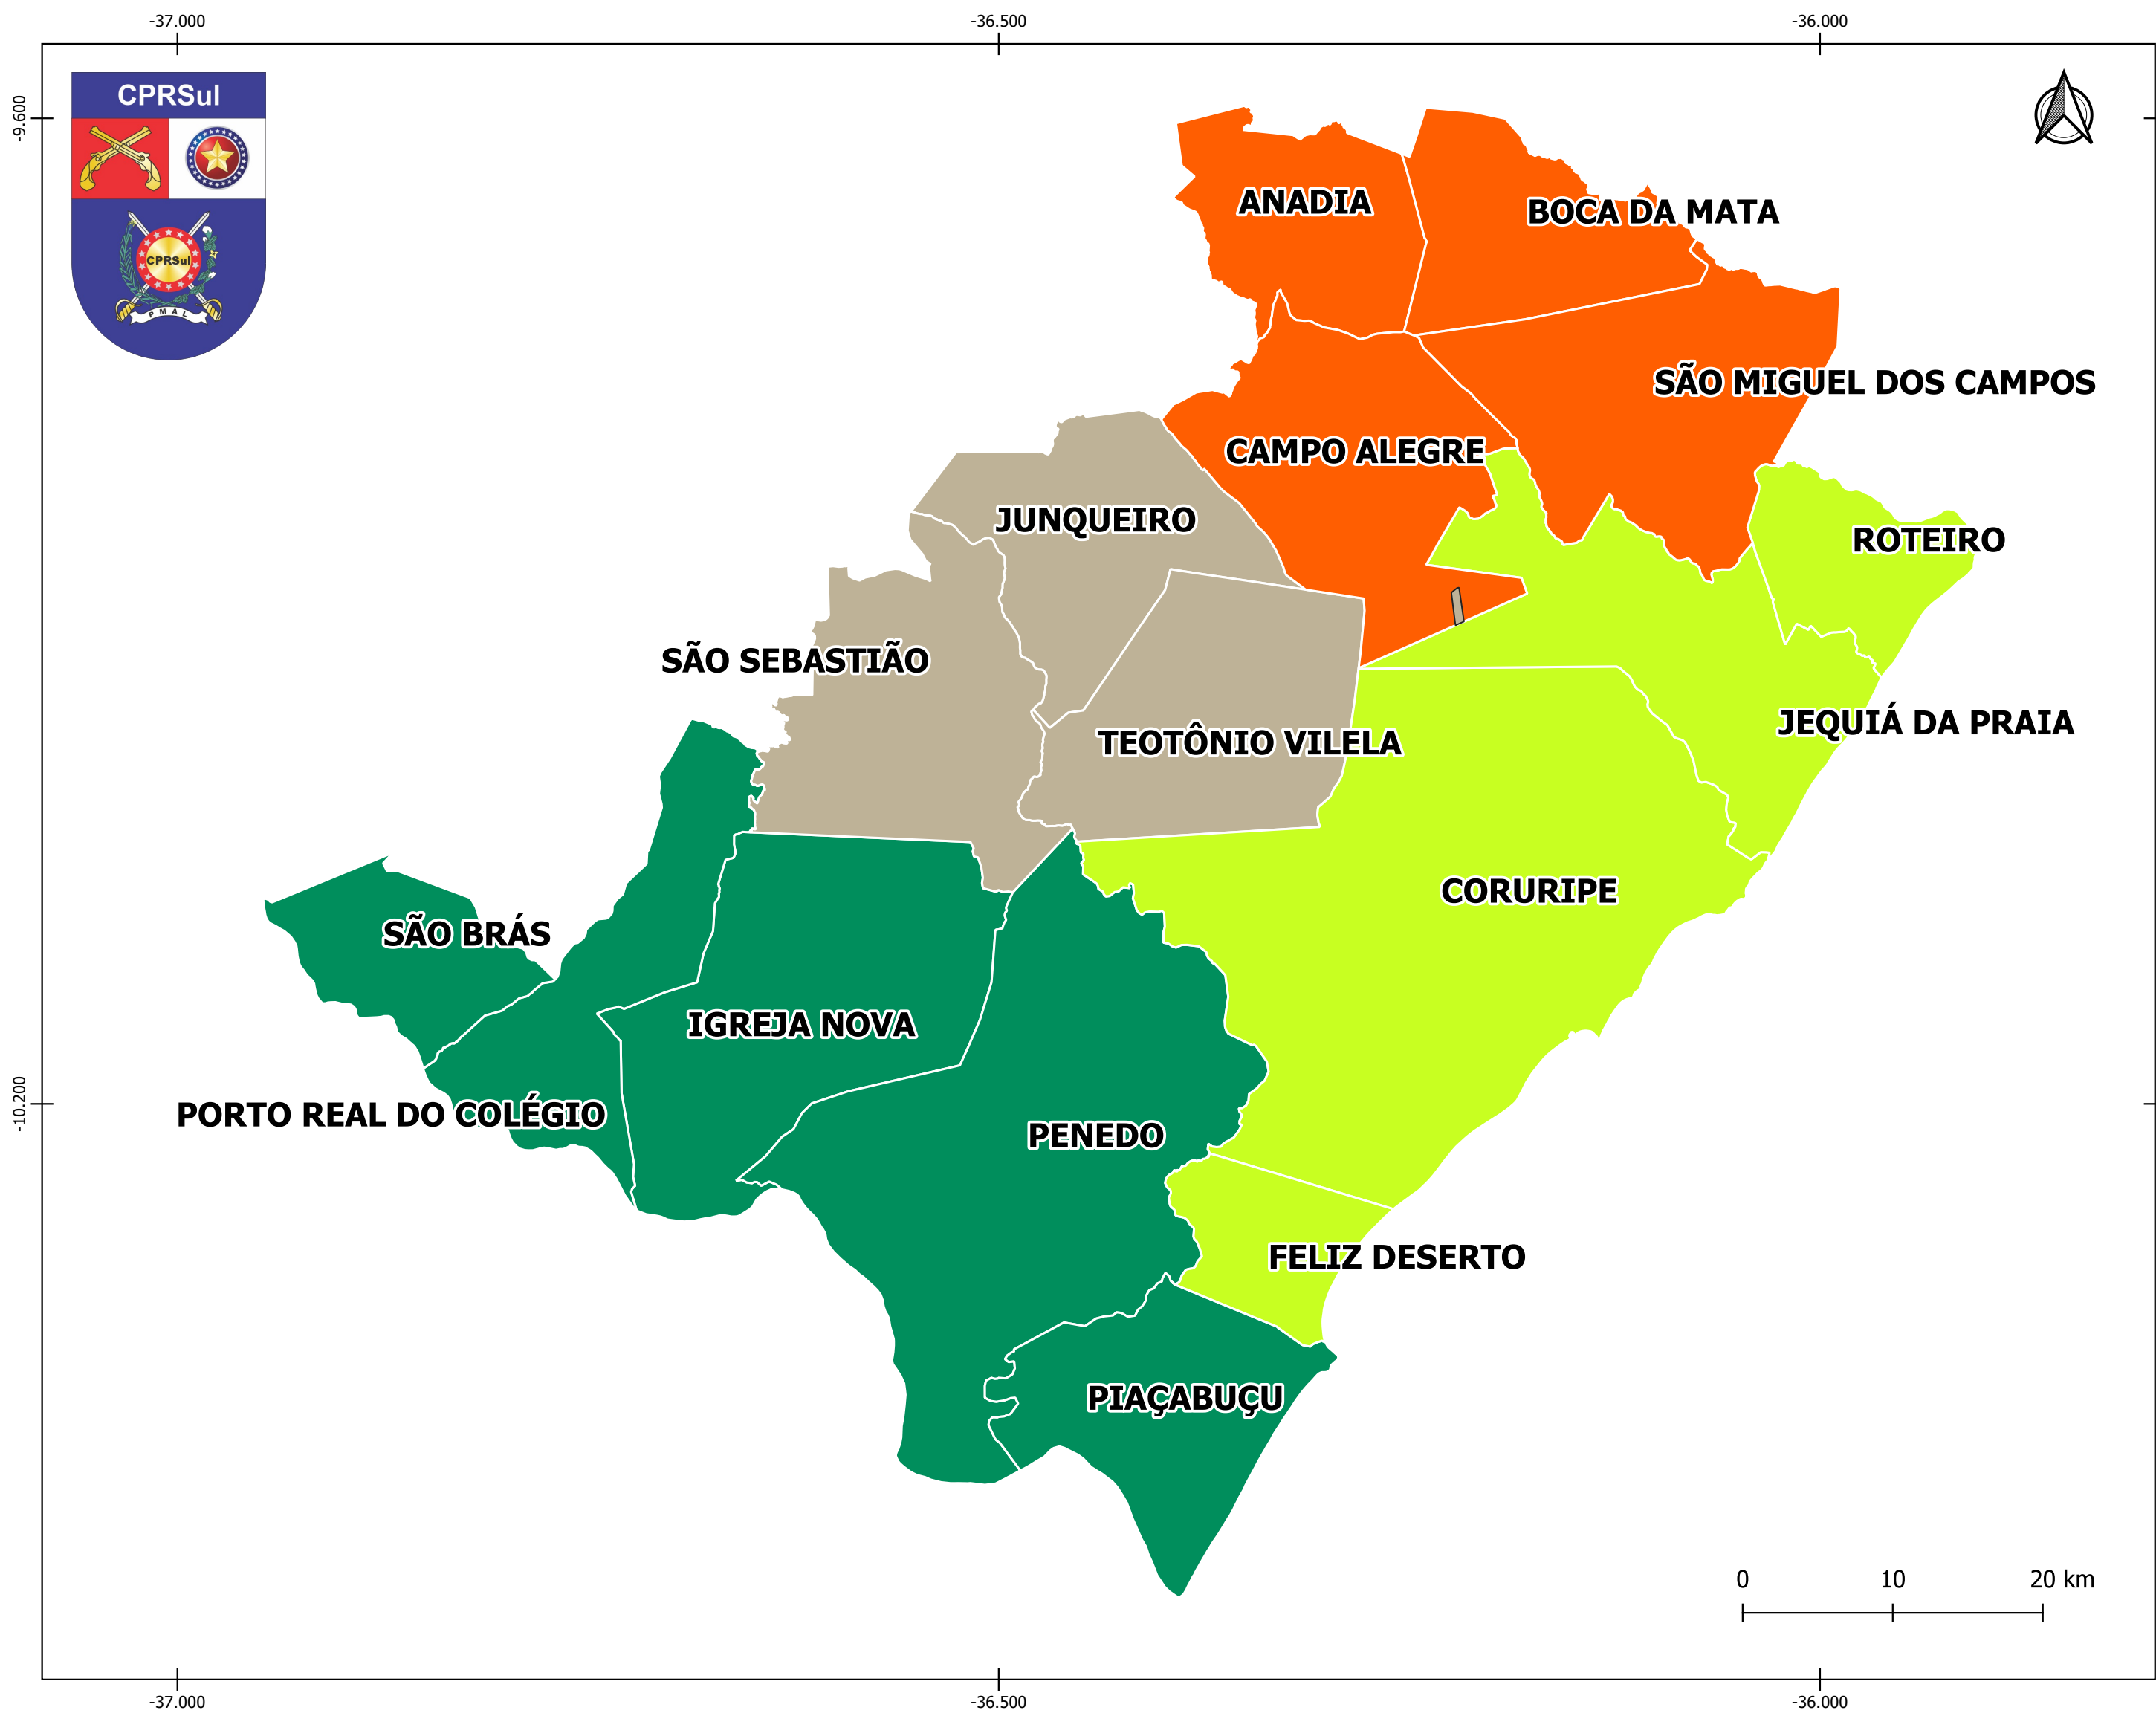 -37.000 -36.500 -36.000
-9.600
CPRSul
CPRSul
PMAL
ANADIA
BOCA DA MATA
SÃO MIGUEL DOS CAMPOS
CAMPO ALEGRE
JUNQUEIRO
ROTEIRO
SÃO SEBASTIÃO
JEQUIÁ DA PRAIA
TEOTÔNIO VILELA
CORURIPE
SÃO BRÁS
IGREJA NOVA
-10.200
PORTO REAL DO COLÉGIO
PENEDO
FELIZ DESERTO
PIAÇABUÇU
0 10 20 km
-37.000 -36.500 -36.000